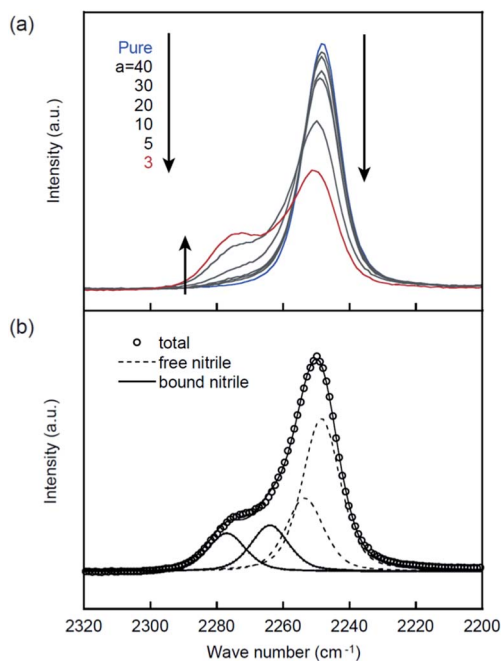 (a)
Pure
a=40
30
20
10
5
3
Intensity (a.u.)
(b)
total
free nitrile
bound nitrile
Intensity (a.u.)
2320 2300 2280 2260 2240 2220 2200
Wave number (cm⁻¹)